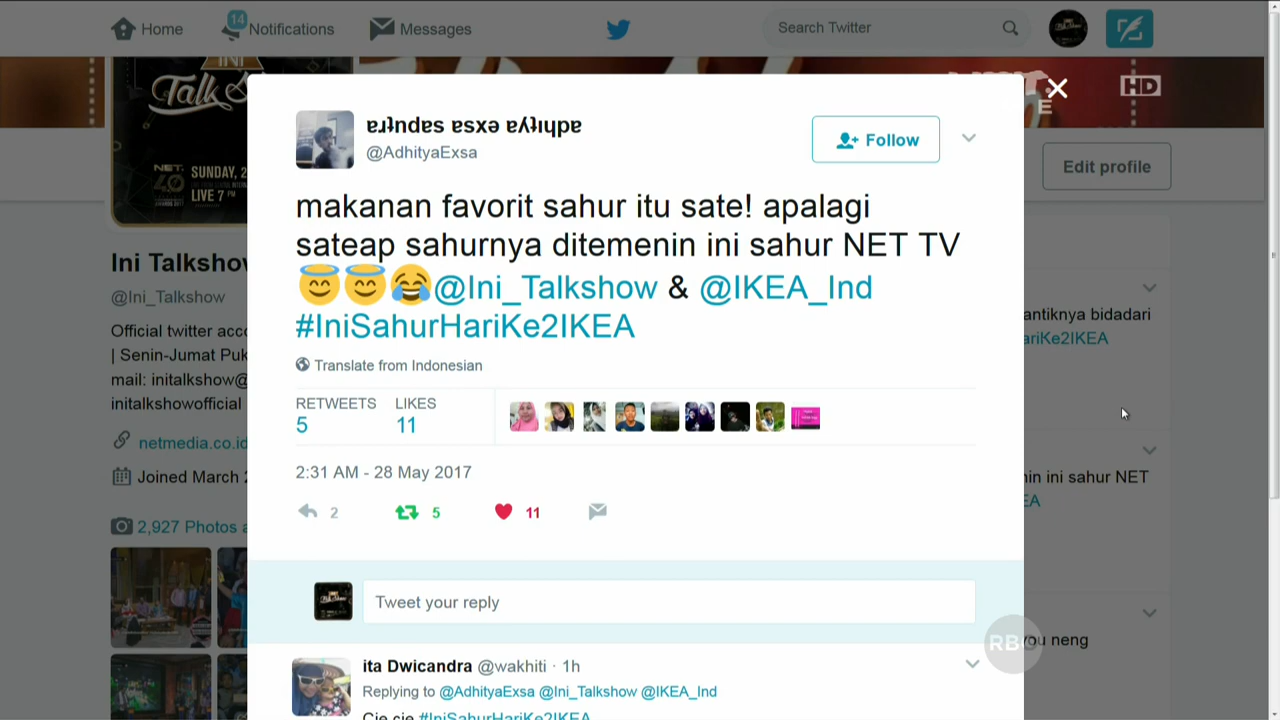 Home
14
Notifications
Messages
Search Twitter
INI
Talk S
NET.
SUNDAY, 2
LIVE 7 PM
HD
E
Edit profile
ɐɹʇndɐs ɐsxǝ ɐʎʇıɥpɐ
@AdhityaExsa
Follow
makanan favorit sahur itu sate! apalagi
sateap sahurnya ditemenin ini sahur NET TV
😇😇😂@Ini_Talkshow & @IKEA_Ind
#IniSahurHariKe2IKEA
Translate from Indonesian
RETWEETS LIKES
5 11
2:31 AM - 28 May 2017
2 5 11
Tweet your reply
ita Dwicandra @wakhiti · 1h
Replying to @AdhityaExsa @Ini_Talkshow @IKEA_Ind
Cie cie #IniSahurHariKe2IKEA
Ini Talkshow
@Ini_Talkshow
Official twitter acco
| Senin-Jumat Puk
mail: initalkshow@
initalkshowofficial
netmedia.co.id
Joined March 2
2,927 Photos a
antiknya bidadari
ariKe2IKEA
nin ini sahur NET
EA
you neng
RB